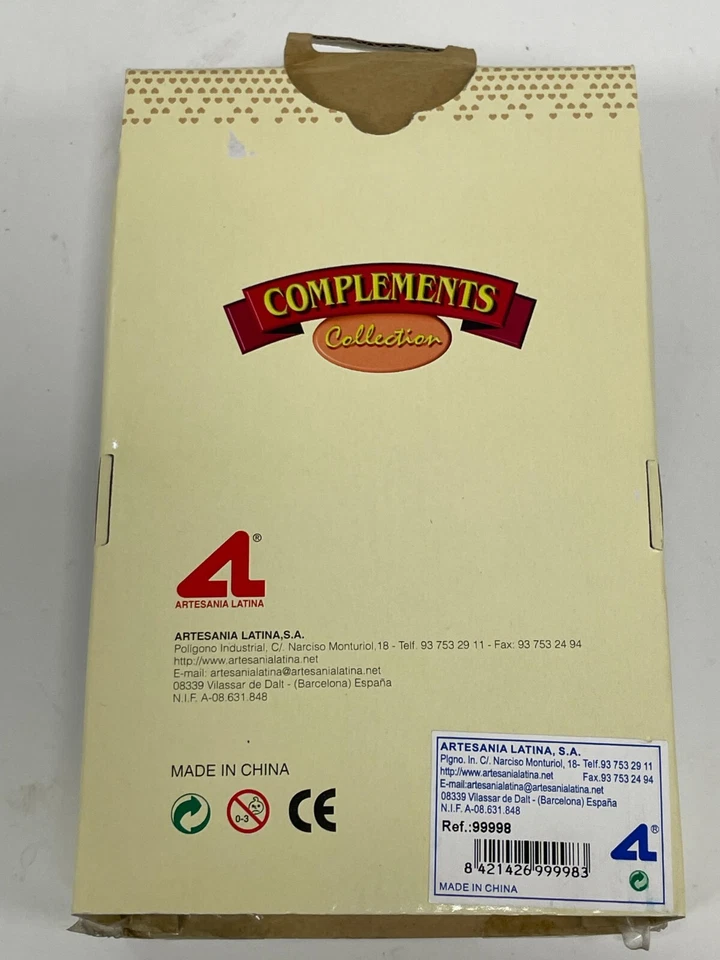 COMPLEMENTS
Collection
®
ARTESANIA LATINA
ARTESANIA LATINA,S.A.
Polígono Industrial, C/. Narciso Monturiol,18 - Telf. 93 753 29 11 - Fax: 93 753 24 94
http://www.artesanialatina.net
E-mail: artesanialatina@artesanialatina.net
08339 Vilassar de Dalt - (Barcelona) España
N.I.F. A-08.631.848
MADE IN CHINA
0-3
CE
ARTESANIA LATINA, S.A.
Plgno. In. C/. Narciso Monturiol, 18- Telf.93 753 29 11
http://www.artesanialatina.net Fax.93 753 24 94
E-mail:artesanialatina@artesanialatina.net
08339 Vilassar de Dalt - (Barcelona) España
N.I.F. A-08.631.848
Ref.:99998
®
8 421426 999983
MADE IN CHINA